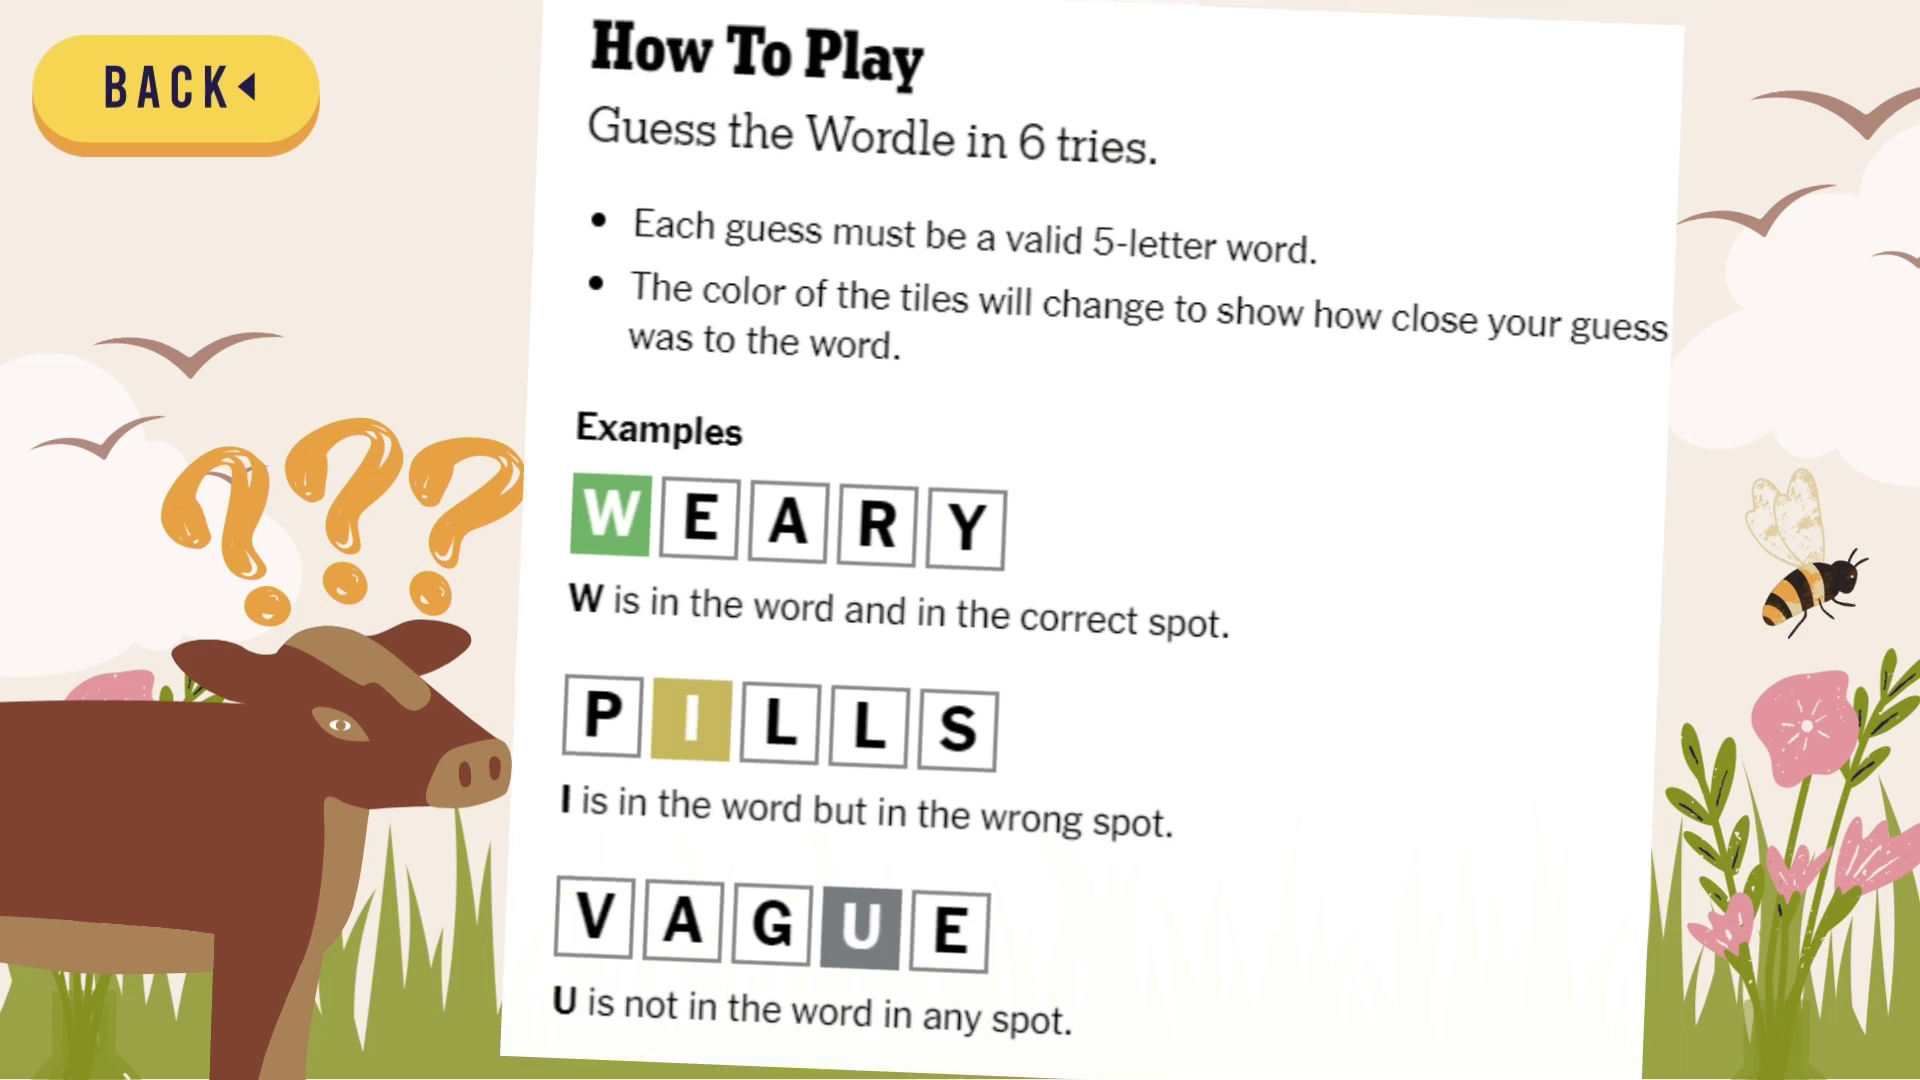 BACK
How To Play
Guess the Wordle in 6 tries.
• Each guess must be a valid 5-letter word.
• The color of the tiles will change to show how close your guess
was to the word.
Examples
W E A R Y
W is in the word and in the correct spot.
P I L L S
I is in the word but in the wrong spot.
V A G U E
U is not in the word in any spot.
? ? ?